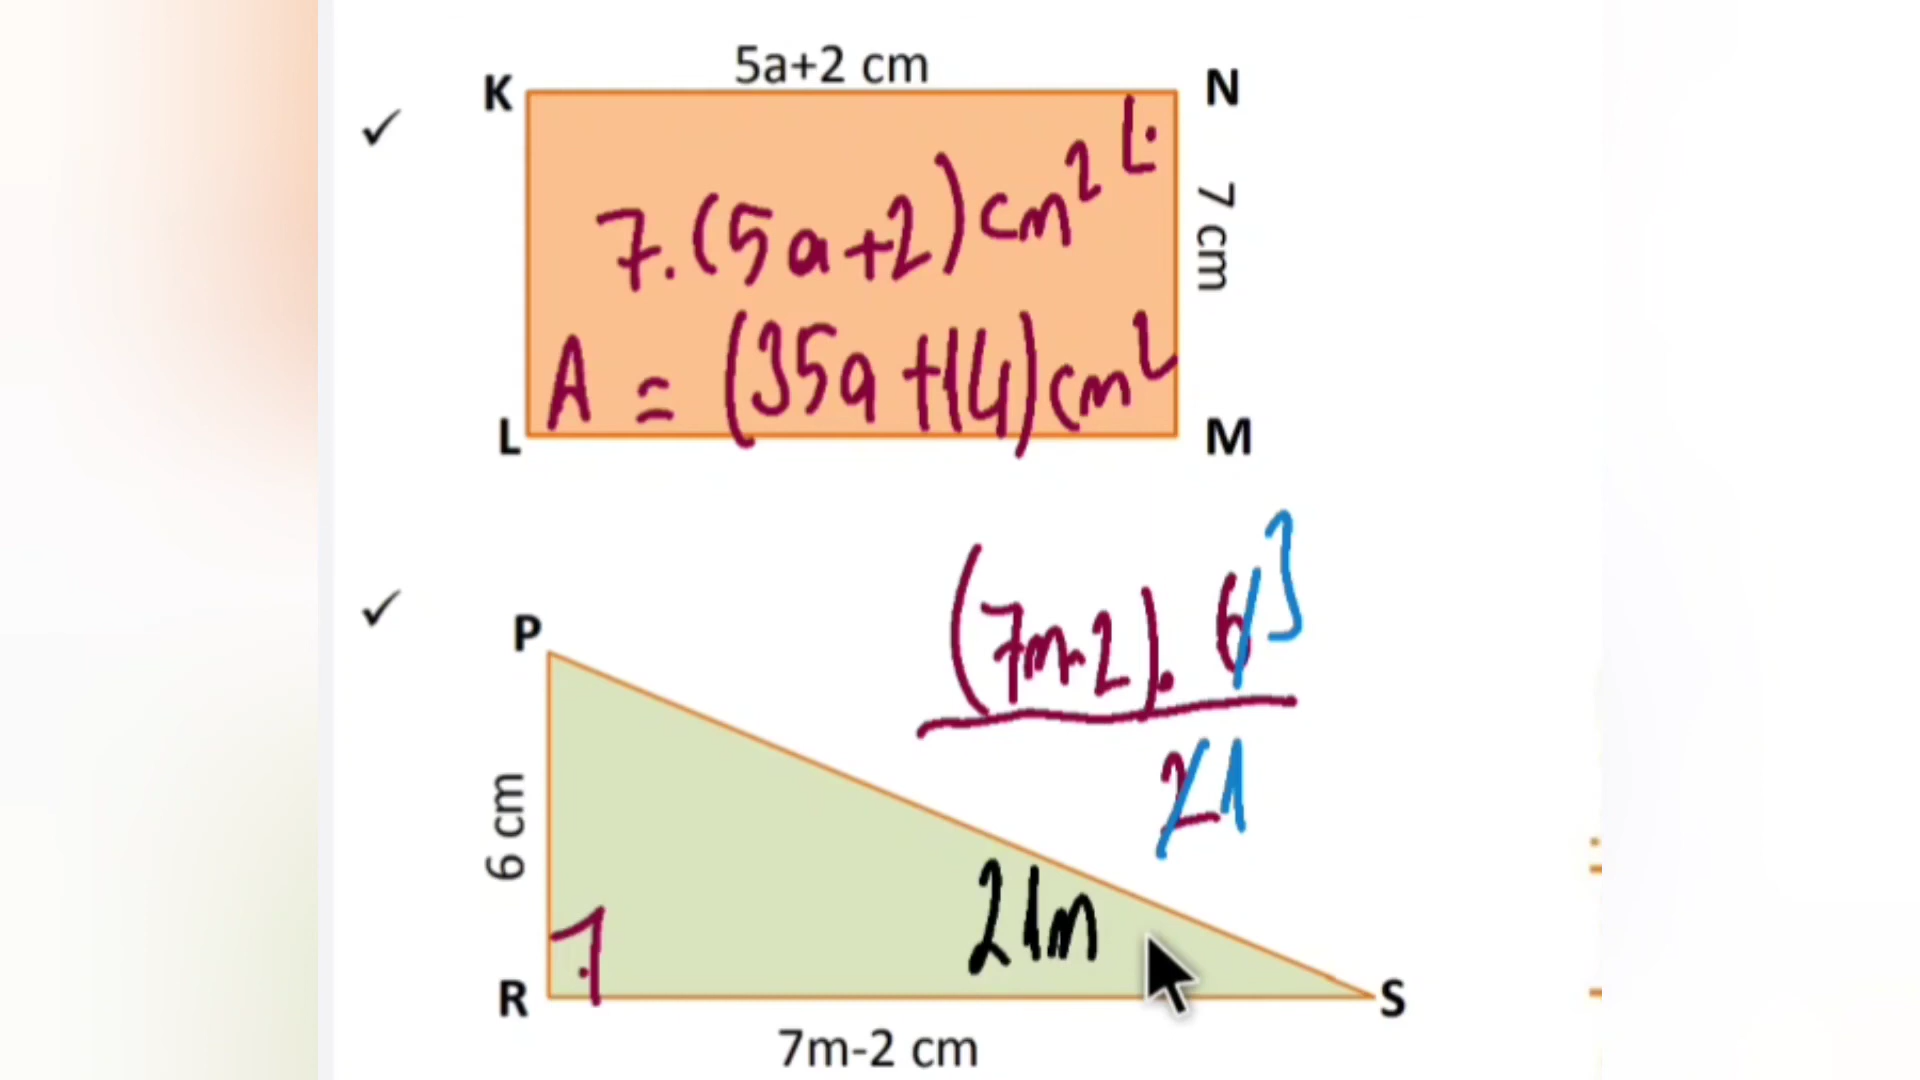 5a+2 cm
K
N
✓
7.(5a+2)cm²
7 cm
A = (35a+14)cm²
L
M
(7m-2).6 3
2 1
✓
P
6 cm
21m
R
S
7m-2 cm